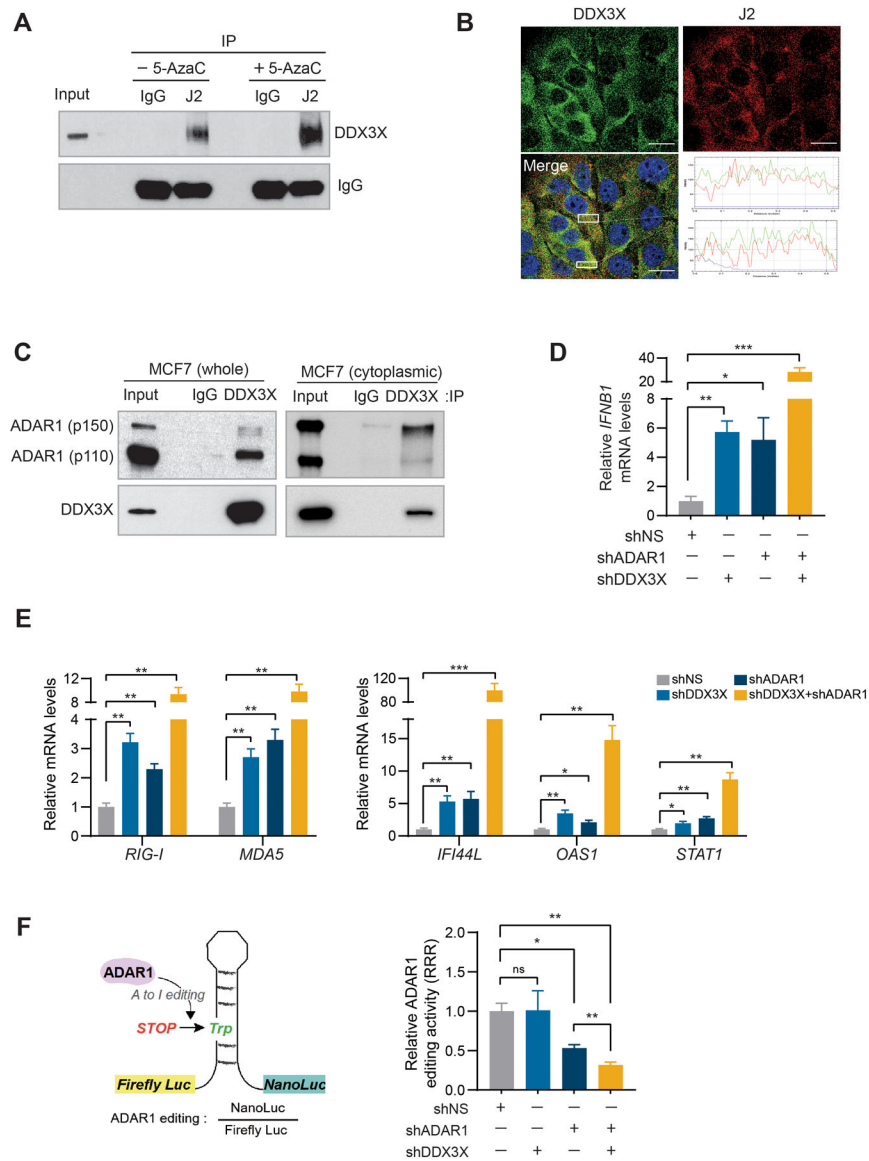 A
IP
− 5-AzaC + 5-AzaC
Input IgG J2 IgG J2
DDX3X
IgG
B
DDX3X J2
Merge
C
MCF7 (whole) MCF7 (cytoplasmic)
Input IgG DDX3X Input IgG DDX3X :IP
ADAR1 (p150)
ADAR1 (p110)
DDX3X
D
Relative IFNB1
mRNA levels
40
20
8
6
4
2
0
***
*
**
shNS + − − −
shADAR1 − − + +
shDDX3X − + − +
E
Relative mRNA levels
10
8
4
3
2
1
0
** **
** **
** **
RIG-I MDA5
Relative mRNA levels
120
80
20
15
10
5
0
*** ** **
** * **
** ** *
IFI44L OAS1 STAT1
shNS shADAR1
shDDX3X shDDX3X+shADAR1
F
ADAR1
A to I editing
STOP Trp
Firefly Luc NanoLuc
ADAR1 editing : NanoLuc
Firefly Luc
Relative ADAR1
editing activity (RRR)
2.0
1.5
1.0
0.5
0.0
**
*
ns
**
shNS + − − −
shADAR1 − − + +
shDDX3X − + − +